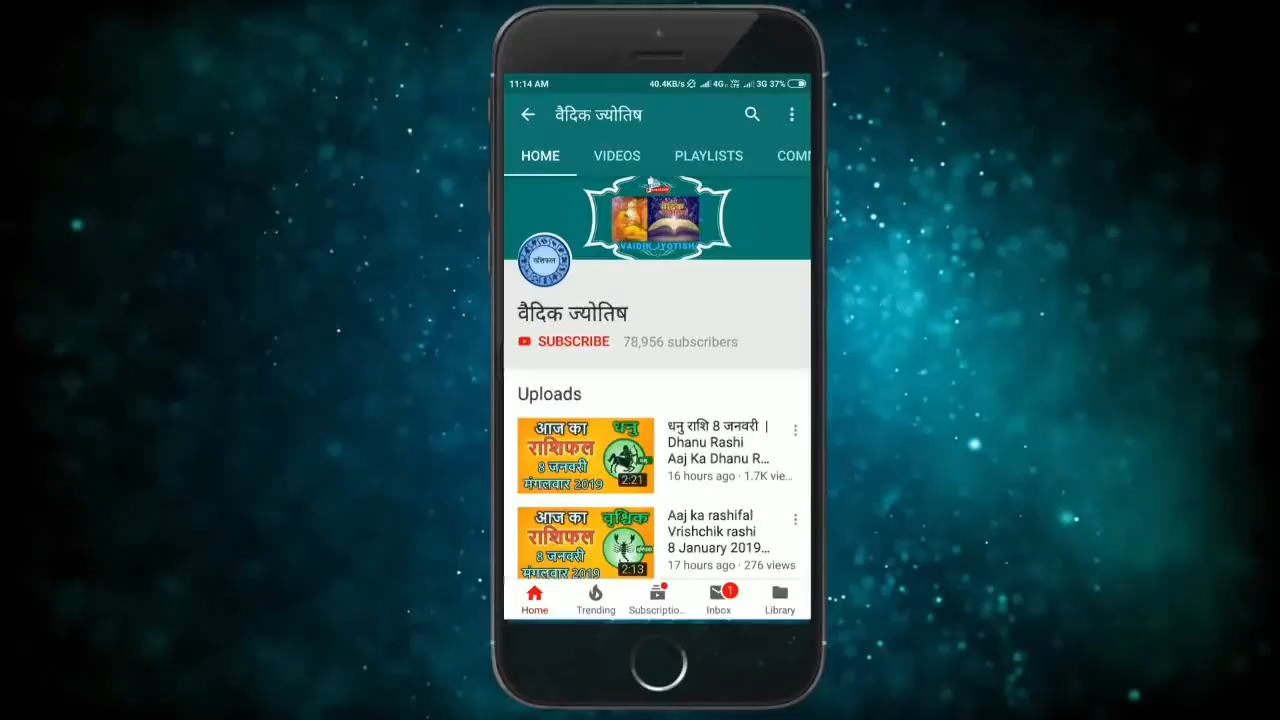 11:14 AM
40.4KB/s 4G VoLTE 3G 37%
वैदिक ज्योतिष
HOME VIDEOS PLAYLISTS COMM
वैदिक
VAIDIK JYOTISH
राशिफल
वैदिक ज्योतिष
SUBSCRIBE 78,956 subscribers
Uploads
आज का धनु
राशिफल
8 जनवरी
मंगलवार 2019
2:21
धनु राशि 8 जनवरी |
Dhanu Rashi
Aaj Ka Dhanu R...
16 hours ago · 1.7K vie...
आज का वृश्चिक
राशिफल
8 जनवरी
मंगलवार 2019
2:13
Aaj ka rashifal
Vrishchik rashi
8 January 2019...
17 hours ago · 276 views
1
Home Trending Subscriptio... Inbox Library